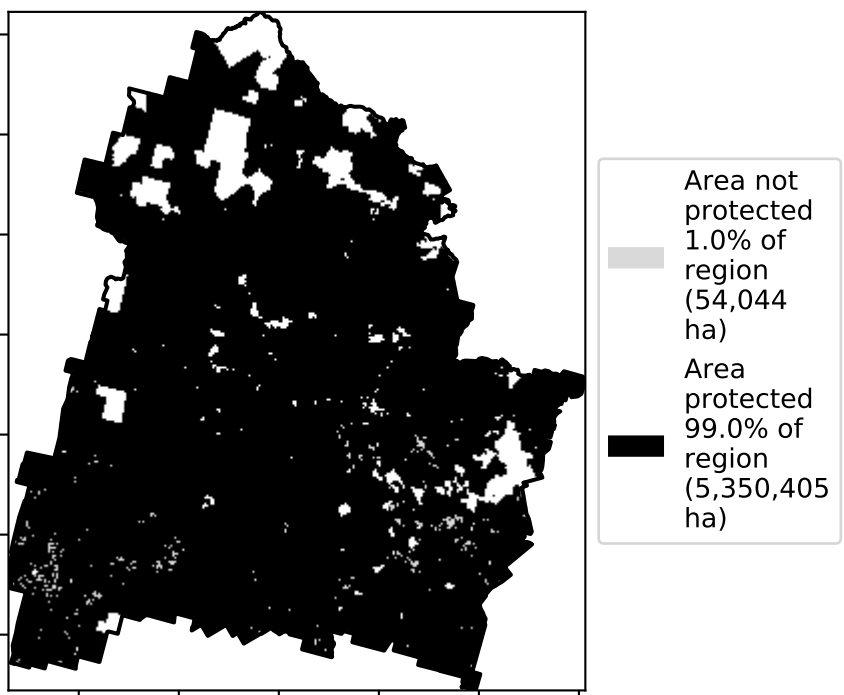 Area not
protected
1.0% of
region
(54,044
ha)
Area
protected
99.0% of
region
(5,350,405
ha)